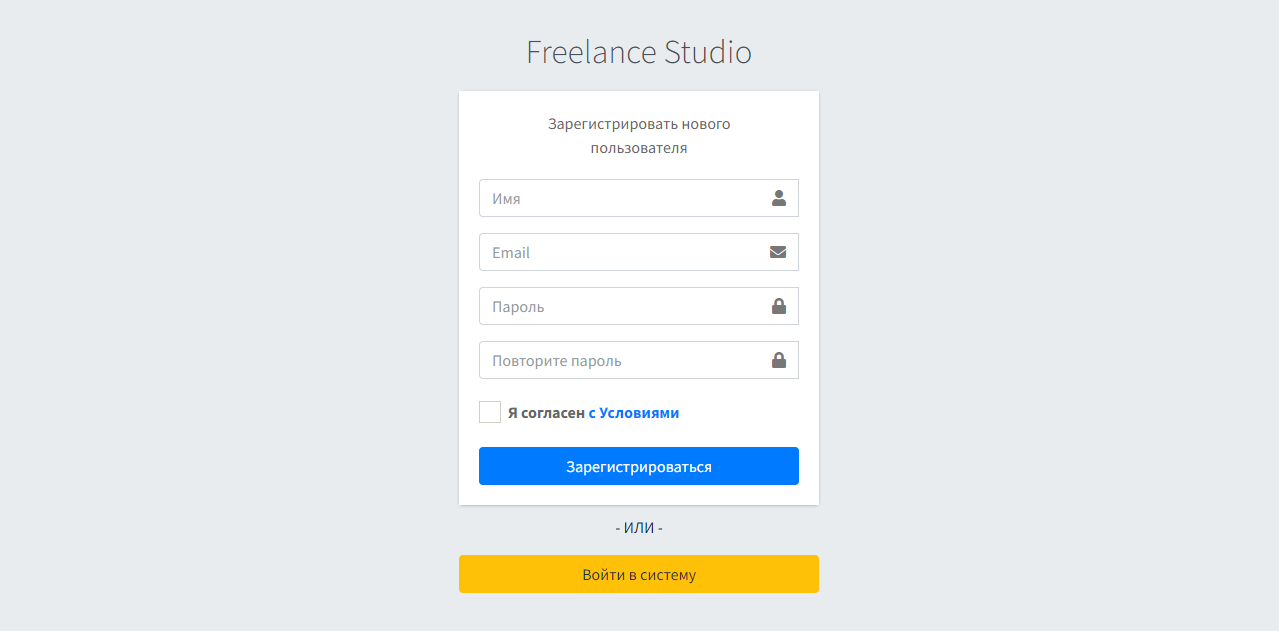 Freelance Studio
Зарегистрировать нового
пользователя
Имя
Email
Пароль
Повторите пароль
Я согласен с Условиями
Зарегистрироваться
- ИЛИ -
Войти в систему